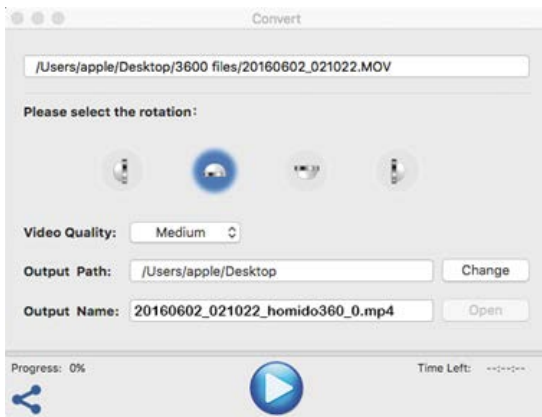 Convert
/Users/apple/Desktop/3600 files/20160602_021022.MOV
Please select the rotation:
Video Quality: Medium
Output Path: /Users/apple/Desktop Change
Output Name: 20160602_021022_homido360_0.mp4 Open
Progress: 0% Time Left: --:--:--